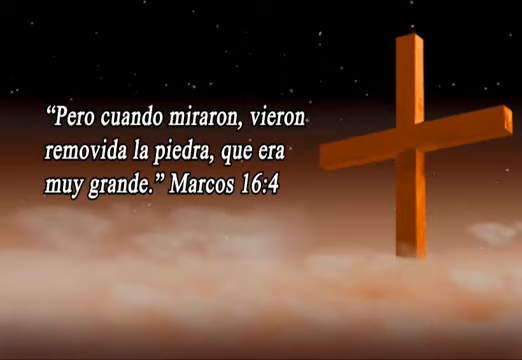 “Pero cuando miraron, vieron
removida la piedra, que era
muy grande.” Marcos 16:4